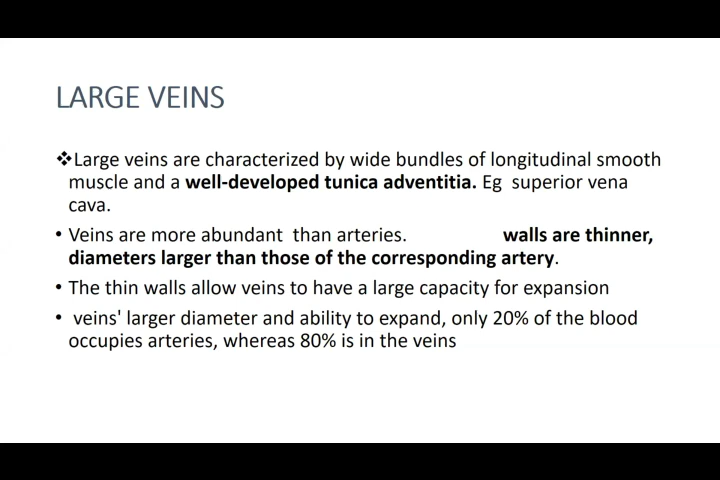 LARGE VEINS
❖Large veins are characterized by wide bundles of longitudinal smooth
muscle and a well-developed tunica adventitia. Eg  superior vena
cava.
• Veins are more abundant  than arteries.                    walls are thinner,
diameters larger than those of the corresponding artery.
• The thin walls allow veins to have a large capacity for expansion
•  veins' larger diameter and ability to expand, only 20% of the blood
occupies arteries, whereas 80% is in the veins